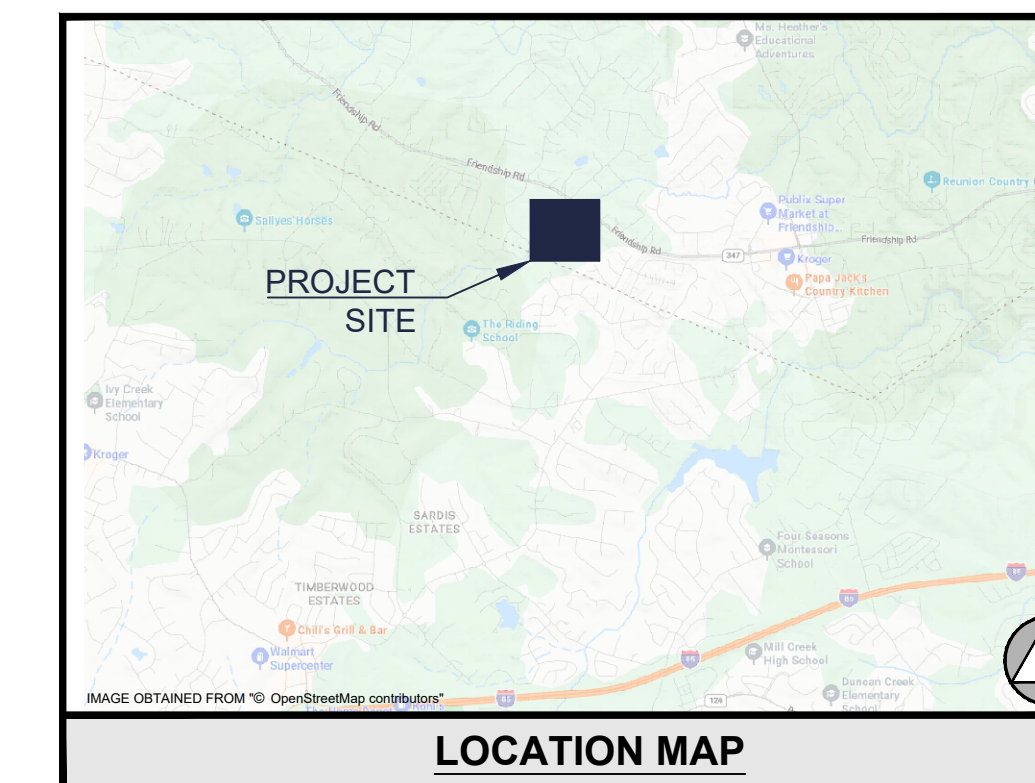 Ms. Heather's
Educational
Adventures
Friendship Rd
Friendship Rd
Reunion Country
Publix Super
Market at
Friendship...
Sallyes Horses
Friendship Rd
347
Friendship Rd
Kroger
PROJECT
SITE
Papa Jack's
Country Kitchen
The Riding
School
Ivy Creek
Elementary
School
Kroger
SARDIS
ESTATES
Four Seasons
Montessori
School
85
TIMBERWOOD
ESTATES
85
Chili's Grill & Bar
Walmart
Supercenter
Mill Creek
High School
85
Duncan Creek
Elementary
School
IMAGE OBTAINED FROM "© OpenStreetMap contributors"
85
124
LOCATION MAP